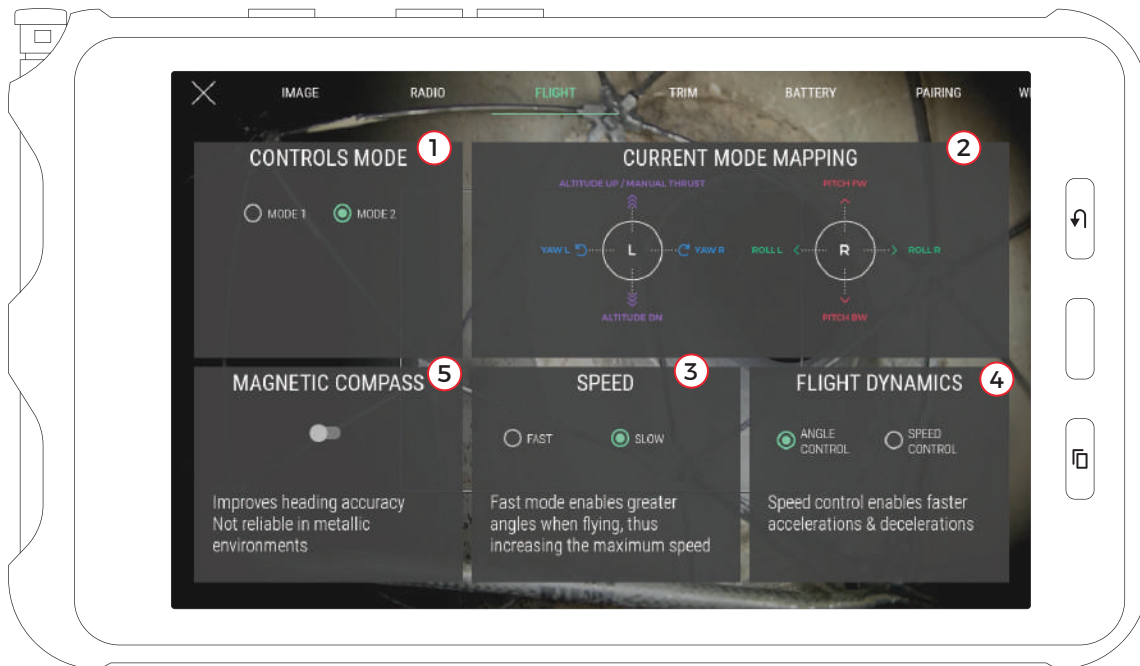 IMAGE RADIO FLIGHT TRIM BATTERY PAIRING
CONTROLS MODE 1
MODE 1 MODE 2
CURRENT MODE MAPPING 2
ALTITUDE UP / MANUAL THRUST
PITCH FW
YAW L L YAW R
ROLL L R ROLL R
ALTITUDE DN
PITCH BW
MAGNETIC COMPASS 5
Improves heading accuracy
Not reliable in metallic
environments
SPEED 3
FAST SLOW
Fast mode enables greater
angles when flying, thus
increasing the maximum speed
FLIGHT DYNAMICS 4
ANGLE
CONTROL
SPEED
CONTROL
Speed control enables faster
accelerations & decelerations